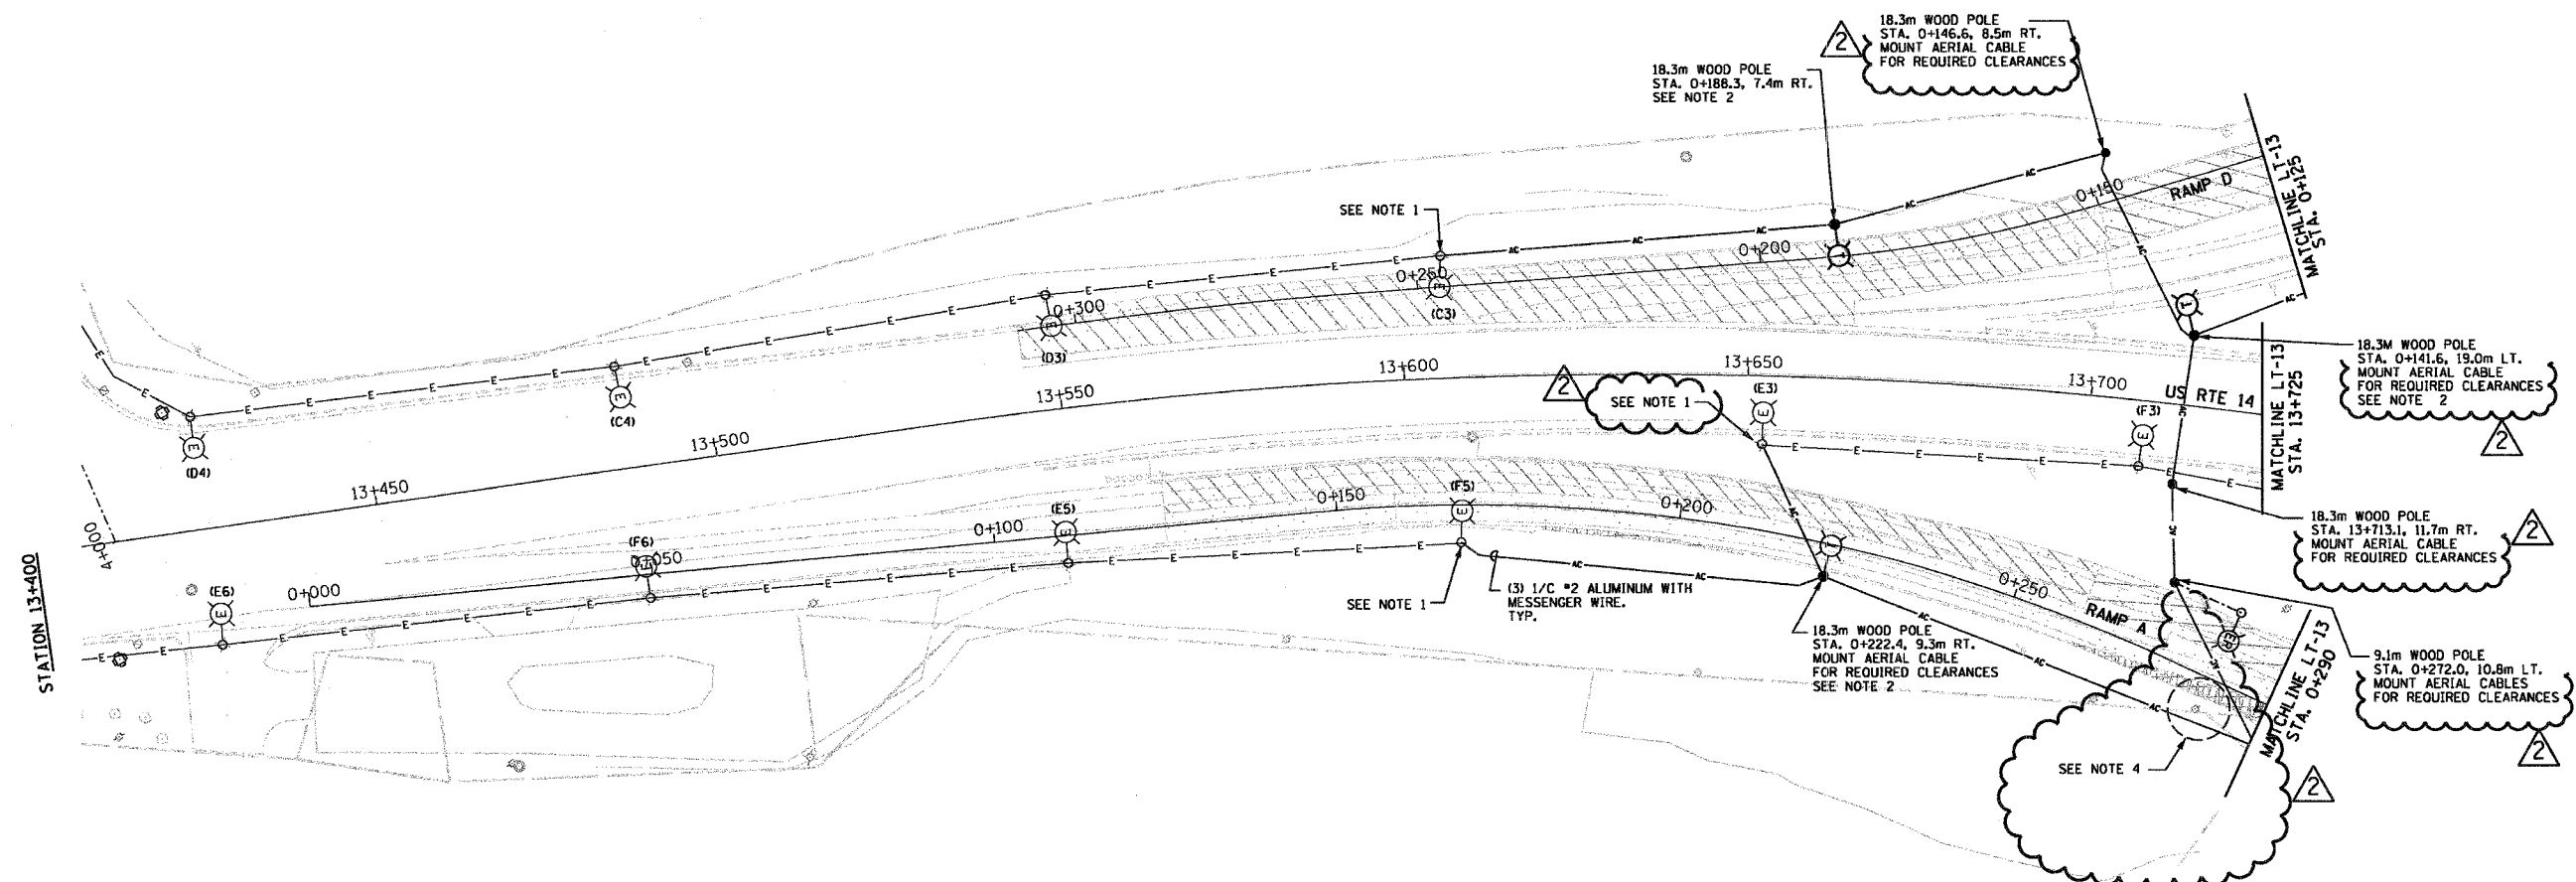 18.3m WOOD POLE
STA. 0+146.6, 8.5m RT.
MOUNT AERIAL CABLE
FOR REQUIRED CLEARANCES
2
18.3m WOOD POLE
STA. 0+188.3, 7.4m RT.
SEE NOTE 2
MATCHLINE LT-13
STA. 0+125
RAMP D
0+150
0+200
0+250
0+300
SEE NOTE 1
(C3)
(D3)
(C4)
(D4)
18.3M WOOD POLE
STA. 0+141.6, 19.0m LT.
MOUNT AERIAL CABLE
FOR REQUIRED CLEARANCES
SEE NOTE 2
2
MATCHLINE LT-13
STA. 13+725
US RTE 14
13+700
13+650
13+600
13+550
13+500
13+450
4+000
STATION 13+400
2
SEE NOTE 1
(E3)
(F3)
18.3m WOOD POLE
STA. 13+713.1, 11.7m RT.
MOUNT AERIAL CABLE
FOR REQUIRED CLEARANCES
2
(E6)
(F6)
(E5)
(F5)
0+000
0+050
0+100
0+150
0+200
0+250
RAMP A
SEE NOTE 1
(3) 1/C #2 ALUMINUM WITH
MESSENGER WIRE.
TYP.
18.3m WOOD POLE
STA. 0+222.4, 9.3m RT.
MOUNT AERIAL CABLE
FOR REQUIRED CLEARANCES
SEE NOTE 2
9.1m WOOD POLE
STA. 0+272.0, 10.8m LT.
MOUNT AERIAL CABLES
FOR REQUIRED CLEARANCES
2
MATCHLINE LT-13
STA. 0+290
SEE NOTE 4
2